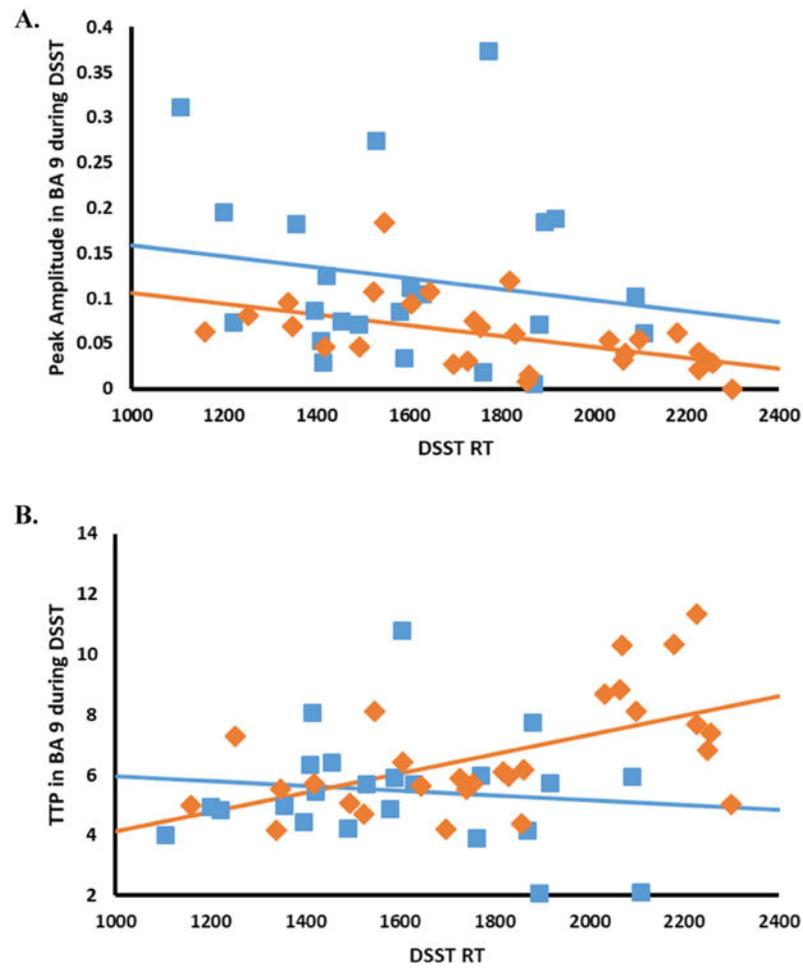 A.
Peak Amplitude in BA 9 during DSST
0.4
0.35
0.3
0.25
0.2
0.15
0.1
0.05
0
1000 1200 1400 1600 1800 2000 2200 2400
DSST RT
B.
TTP in BA 9 during DSST
14
12
10
8
6
4
2
1000 1200 1400 1600 1800 2000 2200 2400
DSST RT